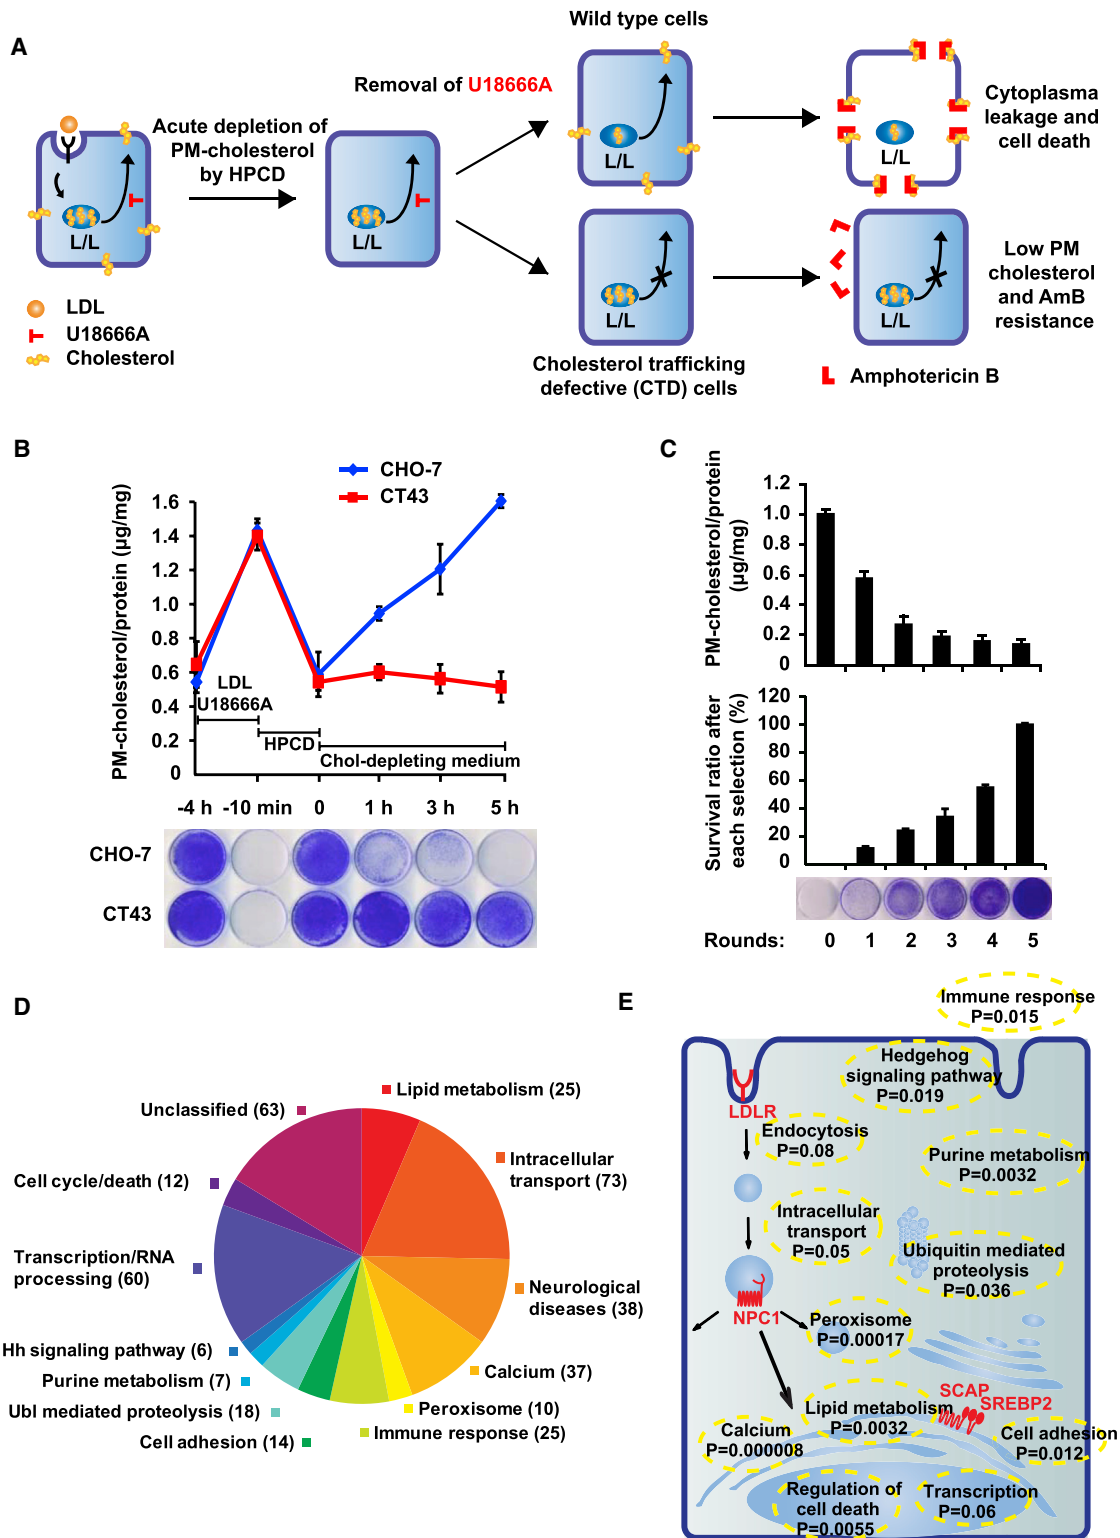 A
Wild type cells
Removal of U18666A
Acute depletion of
PM-cholesterol
by HPCD
L/L
L/L
L/L
L/L
Cytoplasma
leakage and
cell death
L/L
L/L
Low PM
cholesterol
and AmB
resistance
LDL
U18666A
Cholesterol
Cholesterol trafficking
defective (CTD) cells
Amphotericin B
B
CHO-7
CT43
PM-cholesterol/protein (µg/mg)
1.6
1.4
1.2
1.0
0.8
0.6
0.4
0.2
0
LDL
U18666A
HPCD
Chol-depleting medium
-4 h -10 min 0 1 h 3 h 5 h
CHO-7
CT43
C
PM-cholesterol/protein
(µg/mg)
1.2
1.0
0.8
0.6
0.4
0.2
0
Survival ratio after
each selection (%)
120
100
80
60
40
20
0
Rounds: 0 1 2 3 4 5
D
Lipid metabolism (25)
Intracellular
transport (73)
Neurological
diseases (38)
Calcium (37)
Peroxisome (10)
Immune response (25)
Cell adhesion (14)
Ubl mediated proteolysis (18)
Purine metabolism (7)
Hh signaling pathway (6)
Transcription/RNA
processing (60)
Cell cycle/death (12)
Unclassified (63)
E
Immune response
P=0.015
Hedgehog
signaling pathway
P=0.019
LDLR
Endocytosis
P=0.08
Purine metabolism
P=0.0032
Intracellular
transport
P=0.05
Ubiquitin mediated
proteolysis
P=0.036
NPC1
Peroxisome
P=0.00017
SCAP
SREBP2
Lipid metabolism
P=0.0032
Calcium
P=0.000008
Cell adhesion
P=0.012
Regulation of
cell death
P=0.0055
Transcription
P=0.06